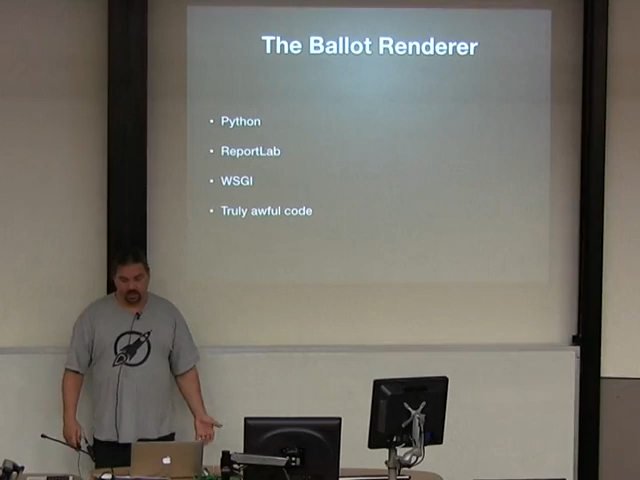 The Ballot Renderer
• Python
• ReportLab
• WSGI
• Truly awful code